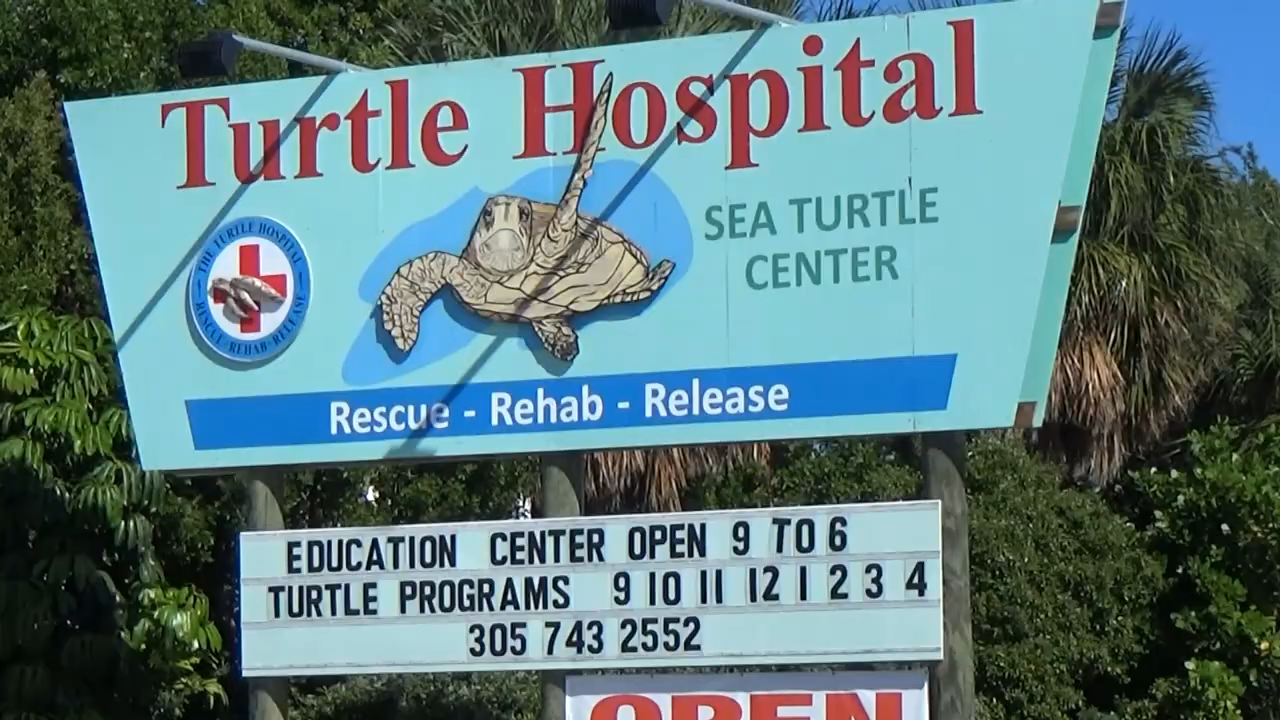 Turtle Hospital
SEA TURTLE
CENTER
THE TURTLE HOSPITAL
RESCUE · REHAB · RELEASE
Rescue - Rehab - Release
EDUCATION CENTER OPEN 9 TO 6
TURTLE PROGRAMS 9 10 11 12 1 2 3 4
305 743 2552
OPEN